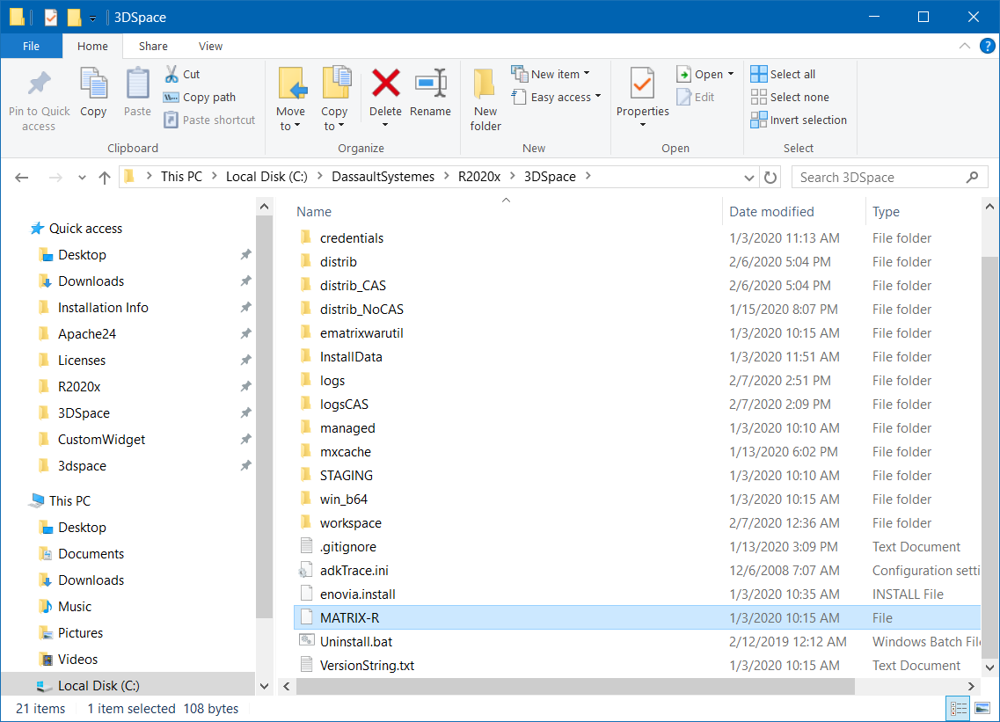 3DSpace
File Home Share View
Pin to Quick access
Copy
Paste
Cut
Copy path
Paste shortcut
Clipboard
Move to
Copy to
Delete
Rename
Organize
New folder
New item
Easy access
New
Properties
Open
Edit
Open
Select all
Select none
Invert selection
Select
This PC > Local Disk (C:) > DassaultSystemes > R2020x > 3DSpace >
Search 3DSpace
Quick access
Desktop
Downloads
Installation Info
Apache24
Licenses
R2020x
3DSpace
CustomWidget
3dspace
This PC
Desktop
Documents
Downloads
Music
Pictures
Videos
Local Disk (C:)
Name Date modified Type
credentials 1/3/2020 11:13 AM File folder
distrib 2/6/2020 5:04 PM File folder
distrib_CAS 2/6/2020 5:04 PM File folder
distrib_NoCAS 1/15/2020 8:07 PM File folder
ematrixwarutil 1/3/2020 10:15 AM File folder
InstallData 1/3/2020 11:51 AM File folder
logs 2/7/2020 2:51 PM File folder
logsCAS 2/7/2020 2:09 PM File folder
managed 1/3/2020 10:10 AM File folder
mxcache 1/13/2020 6:02 PM File folder
STAGING 1/3/2020 10:10 AM File folder
win_b64 1/3/2020 10:15 AM File folder
workspace 2/7/2020 12:36 AM File folder
.gitignore 1/13/2020 3:09 PM Text Document
adkTrace.ini 12/6/2008 7:07 AM Configuration setti
enovia.install 1/3/2020 10:35 AM INSTALL File
MATRIX-R 1/3/2020 10:15 AM File
Uninstall.bat 2/12/2019 12:12 AM Windows Batch File
VersionString.txt 1/3/2020 10:15 AM Text Document
21 items 1 item selected 108 bytes